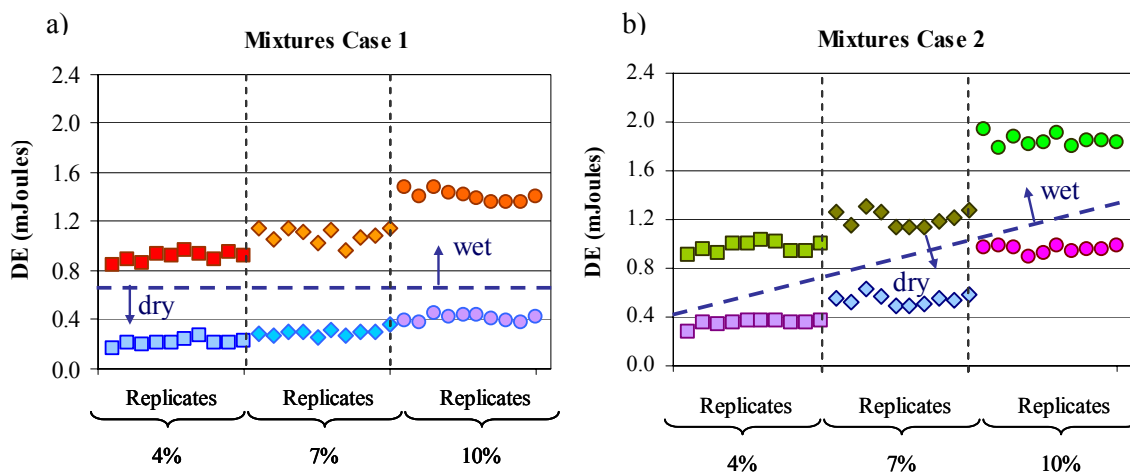 a)
Mixtures Case 1
DE (mJoules)
2.4
2.0
1.6
1.2
0.8
0.4
0.0
wet
dry
Replicates Replicates Replicates
4% 7% 10%
b)
Mixtures Case 2
DE (mJoules)
2.4
2.0
1.6
1.2
0.8
0.4
0.0
wet
dry
Replicates Replicates Replicates
4% 7% 10%